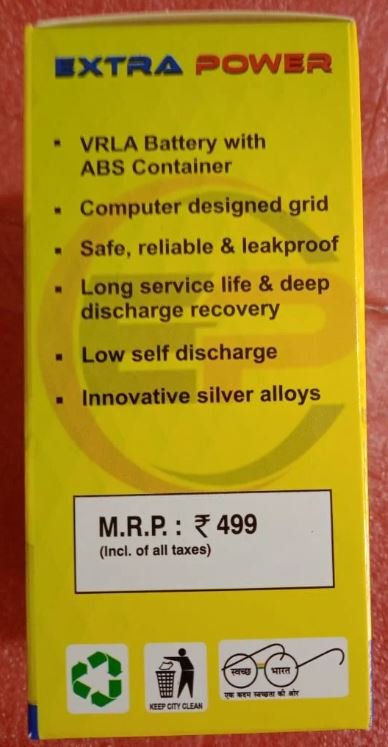 EXTRA POWER
▪ VRLA Battery with
ABS Container
▪ Computer designed grid
▪ Safe, reliable & leakproof
▪ Long service life & deep
discharge recovery
▪ Low self discharge
▪ Innovative silver alloys
EP
M.R.P. : ₹ 499
(Incl. of all taxes)
KEEP CITY CLEAN
स्वच्छ भारत
एक कदम स्वच्छता की ओर